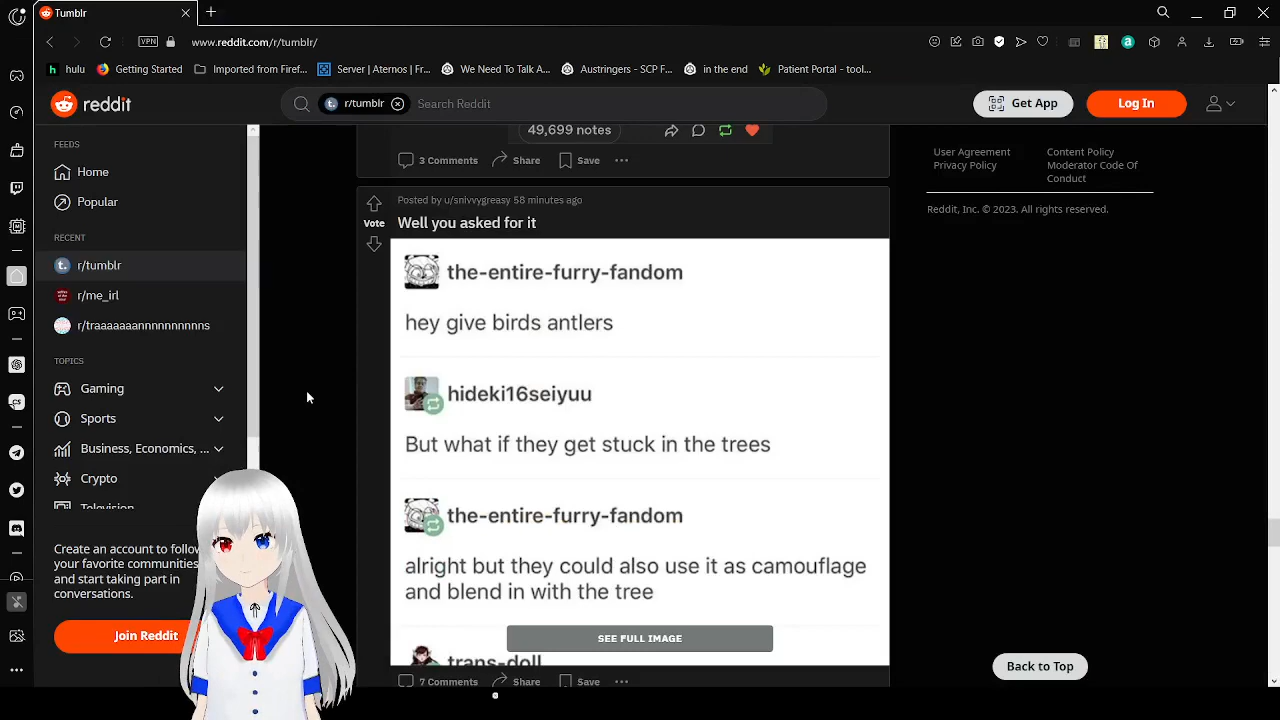 Tumblr
VPN
www.reddit.com/r/tumblr/
hulu
Getting Started
Imported from Firef...
Server | Aternos | Fr...
We Need To Talk A...
Austringers - SCP F...
in the end
Patient Portal - tool...
reddit
r/tumblr
Search Reddit
Get App
Log In
FEEDS
Home
Popular
RECENT
r/tumblr
r/me_irl
r/traaaaaaannnnnnnnns
TOPICS
Gaming
Sports
Business, Economics, ...
Crypto
Television
Create an account to follow
your favorite communities
and start taking part in
conversations.
Join Reddit
49,699 notes
3 Comments
Share
Save
Posted by u/snivvygreasy 58 minutes ago
Vote
Well you asked for it
the-entire-furry-fandom
hey give birds antlers
hideki16seiyuu
But what if they get stuck in the trees
the-entire-furry-fandom
alright but they could also use it as camouflage
and blend in with the tree
SEE FULL IMAGE
trans-doll
7 Comments
Share
Save
User Agreement
Privacy Policy
Content Policy
Moderator Code Of
Conduct
Reddit, Inc. © 2023. All rights reserved.
Back to Top